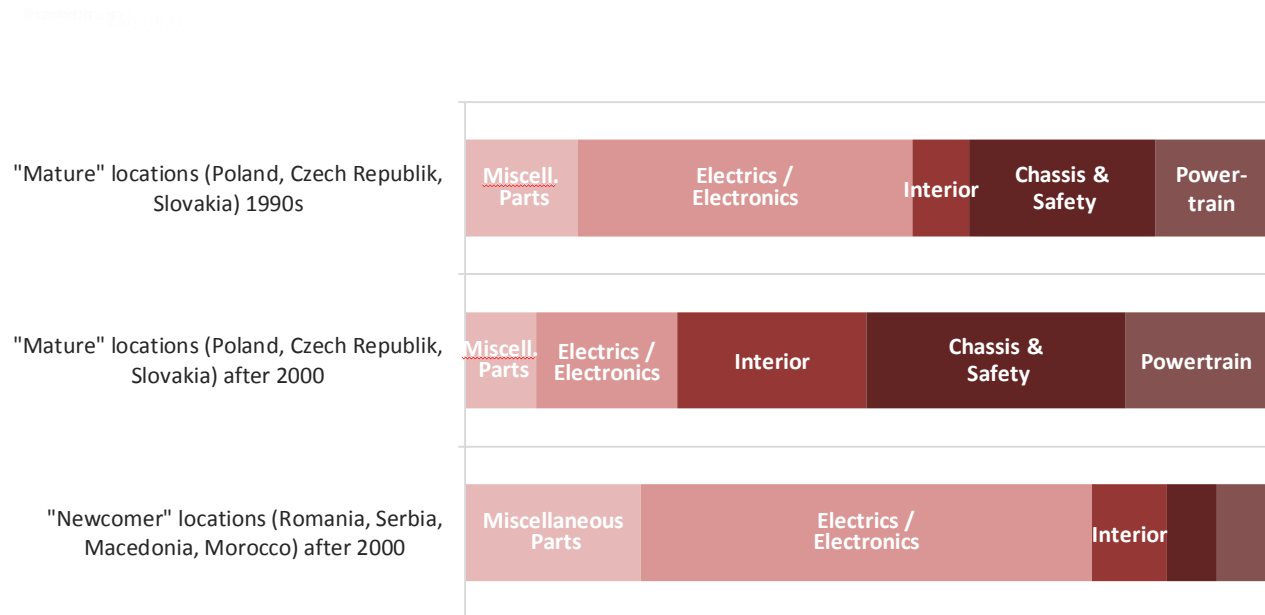 "Mature" locations (Poland, Czech Republik,
Slovakia) 1990s
Miscell.
Parts
Electrics /
Electronics
Interior
Chassis &
Safety
Power-
train
"Mature" locations (Poland, Czech Republik,
Slovakia) after 2000
Miscell.
Parts
Electrics /
Electronics
Interior
Chassis &
Safety
Powertrain
"Newcomer" locations (Romania, Serbia,
Macedonia, Morocco) after 2000
Miscellaneous
Parts
Electrics /
Electronics
Interior